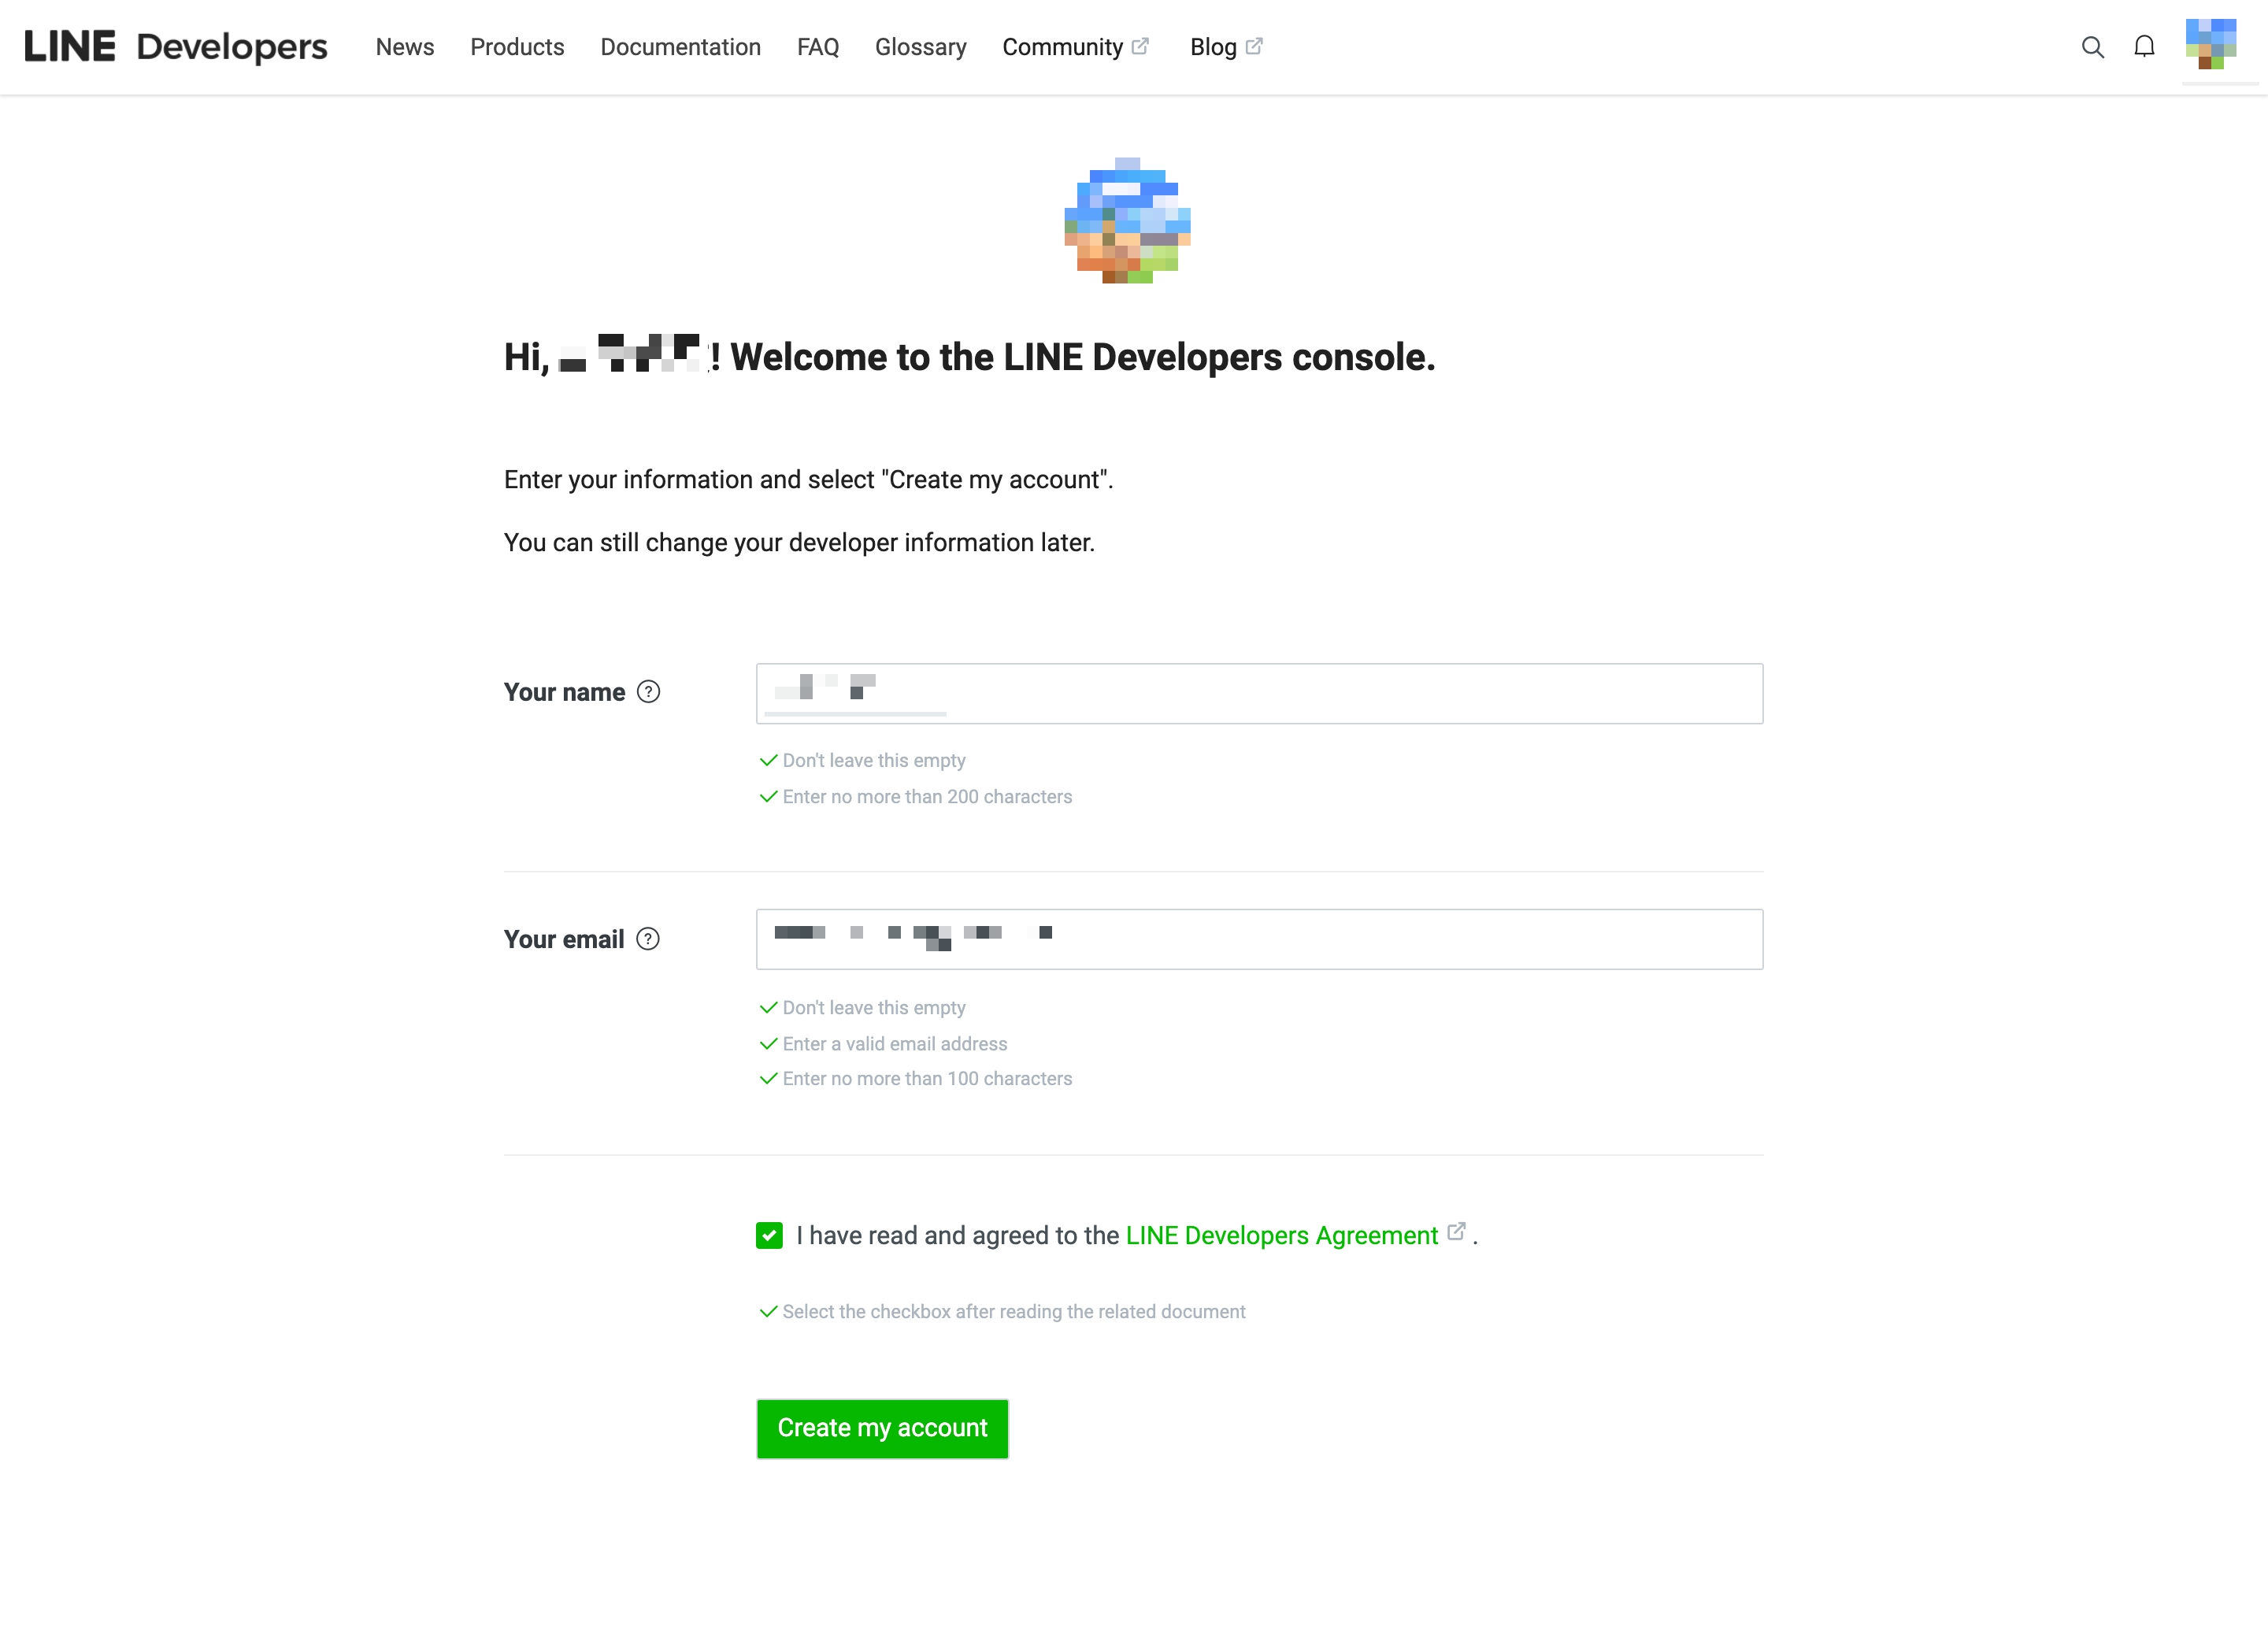 LINE Developers News Products Documentation FAQ Glossary Community Blog
Hi, ! Welcome to the LINE Developers console.
Enter your information and select "Create my account".
You can still change your developer information later.
Your name ?
Don't leave this empty
Enter no more than 200 characters
Your email ?
Don't leave this empty
Enter a valid email address
Enter no more than 100 characters
I have read and agreed to the LINE Developers Agreement .
Select the checkbox after reading the related document
Create my account